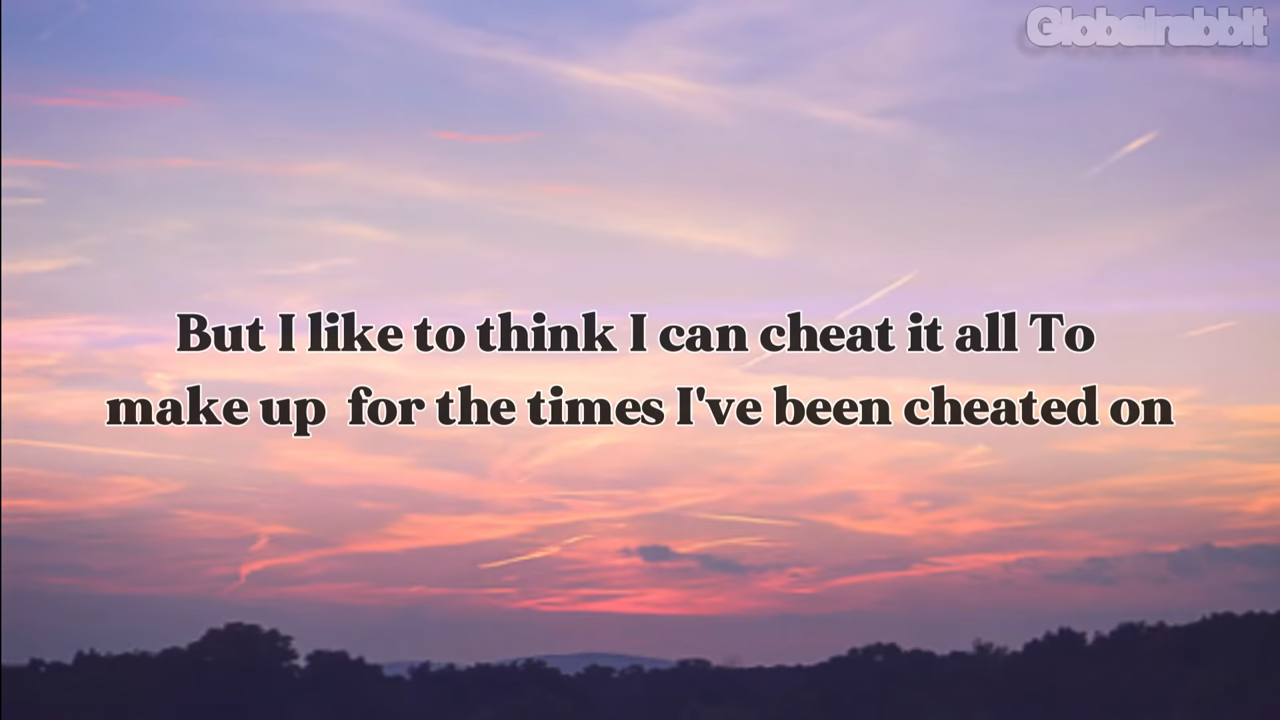 Globalrabbit
But I like to think I can cheat it all To
make up  for the times I've been cheated on